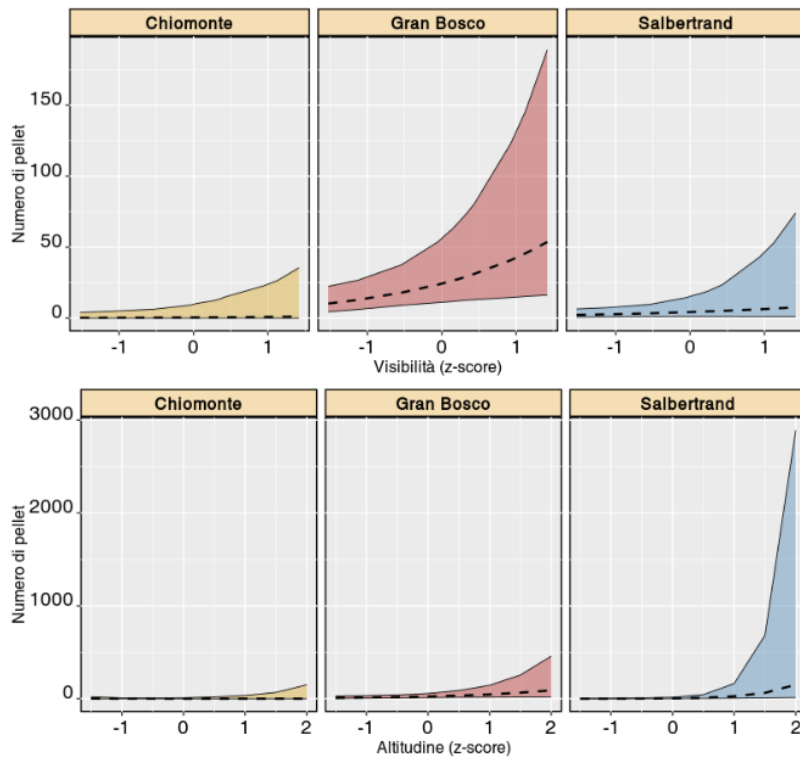 Chiomonte Gran Bosco Salbertrand
Numero di pellet
150
100
50
0
-1 0 1 -1 0 1 -1 0 1
Visibilità (z-score)
Chiomonte Gran Bosco Salbertrand
Numero di pellet
3000
2000
1000
0
-1 0 1 2 -1 0 1 2 -1 0 1 2
Altitudine (z-score)